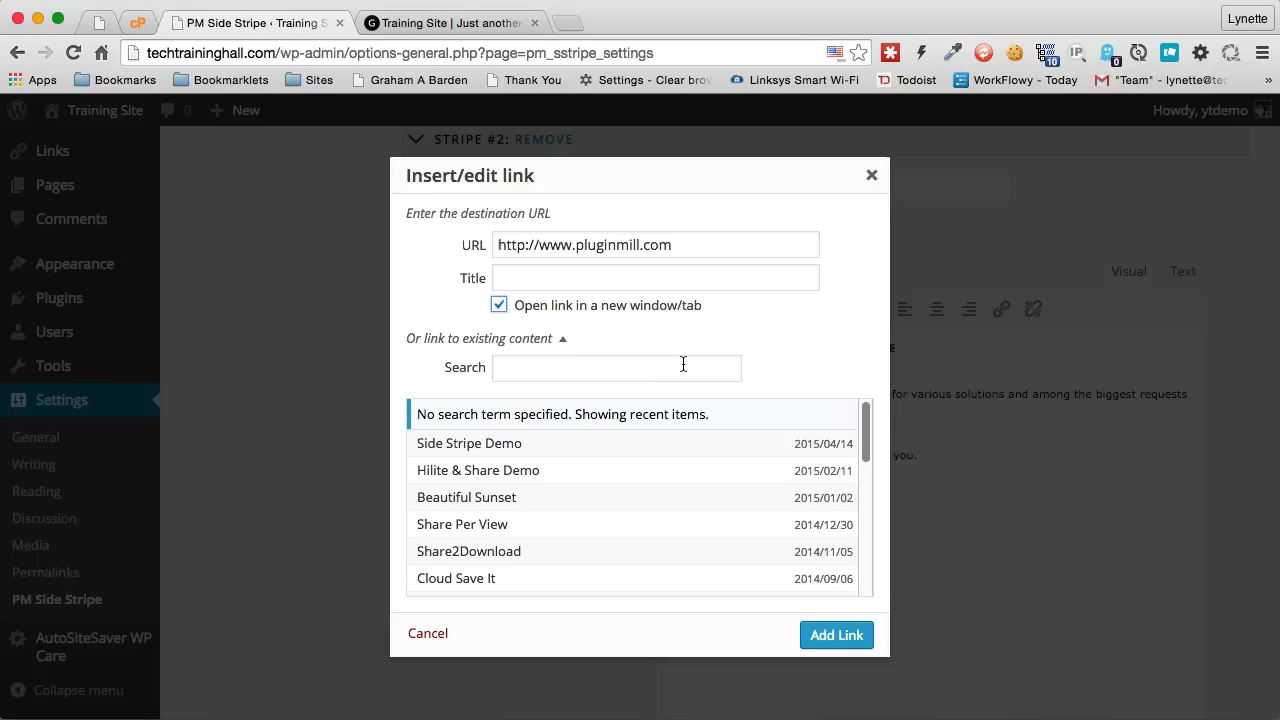 cP PM Side Stripe ‹ Training S × Training Site | Just another × Lynette
techtraininghall.com/wp-admin/options-general.php?page=pm_sstripe_settings
Apps Bookmarks Bookmarklets Sites Graham A Barden Thank You Settings - Clear brov Linksys Smart Wi-Fi Todoist WorkFlowy - Today "Team" - lynette@te »
Training Site 0 New Howdy, ytdemo
STRIPE #2: REMOVE
Links
Pages
Comments
Appearance
Plugins
Users
Tools
Settings
General
Writing
Reading
Discussion
Media
Permalinks
PM Side Stripe
AutoSiteSaver WP
Care
Collapse menu
Insert/edit link
Enter the destination URL
URL http://www.pluginmill.com
Title
Open link in a new window/tab
Or link to existing content
Search
No search term specified. Showing recent items.
Side Stripe Demo 2015/04/14
Hilite & Share Demo 2015/02/11
Beautiful Sunset 2015/01/02
Share Per View 2014/12/30
Share2Download 2014/11/05
Cloud Save It 2014/09/06
Cancel Add Link
Visual Text
for various solutions and among the biggest requests
you.